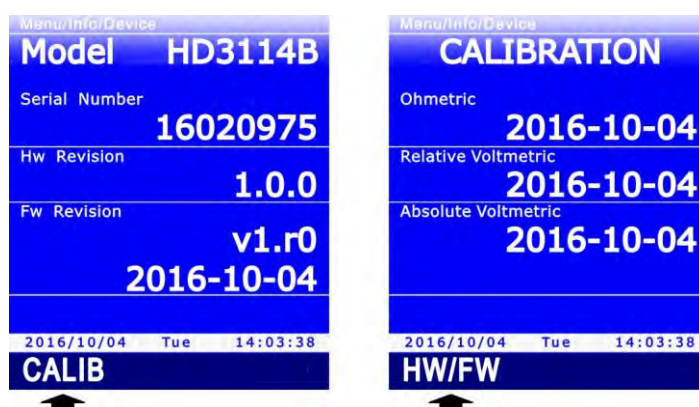 Menu/Info/Device
Model HD3114B
Serial Number
16020975
Hw Revision
1.0.0
Fw Revision
v1.r0
2016-10-04
2016/10/04 Tue 14:03:38
CALIB
Menu/Info/Device
CALIBRATION
Ohmetric
2016-10-04
Relative Voltmetric
2016-10-04
Absolute Voltmetric
2016-10-04
2016/10/04 Tue 14:03:38
HW/FW